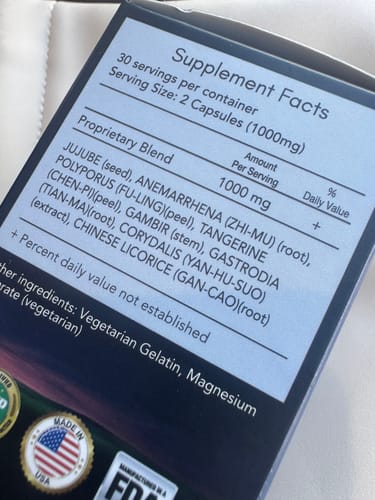 Supplement Facts
30 servings per container
Serving Size: 2 Capsules (1000mg)
Amount
Per Serving
%
Daily Value
Proprietary Blend
1000 mg
+
JUJUBE (seed), ANEMARRHENA (ZHI-MU) (root),
POLYPORUS (FU-LING)(peel), TANGERINE
(CHEN-PI)(peel), GAMBIR (stem), GASTRODIA
(TIAN-MA)(root), CORYDALIS (YAN-HU-SUO)
(extract), CHINESE LICORICE (GAN-CAO)(root)
+ Percent daily value not established
ingredients: Vegetarian Gelatin, Magnesium
(vegetarian)
MADE IN
USA
MANUFACTURED IN A